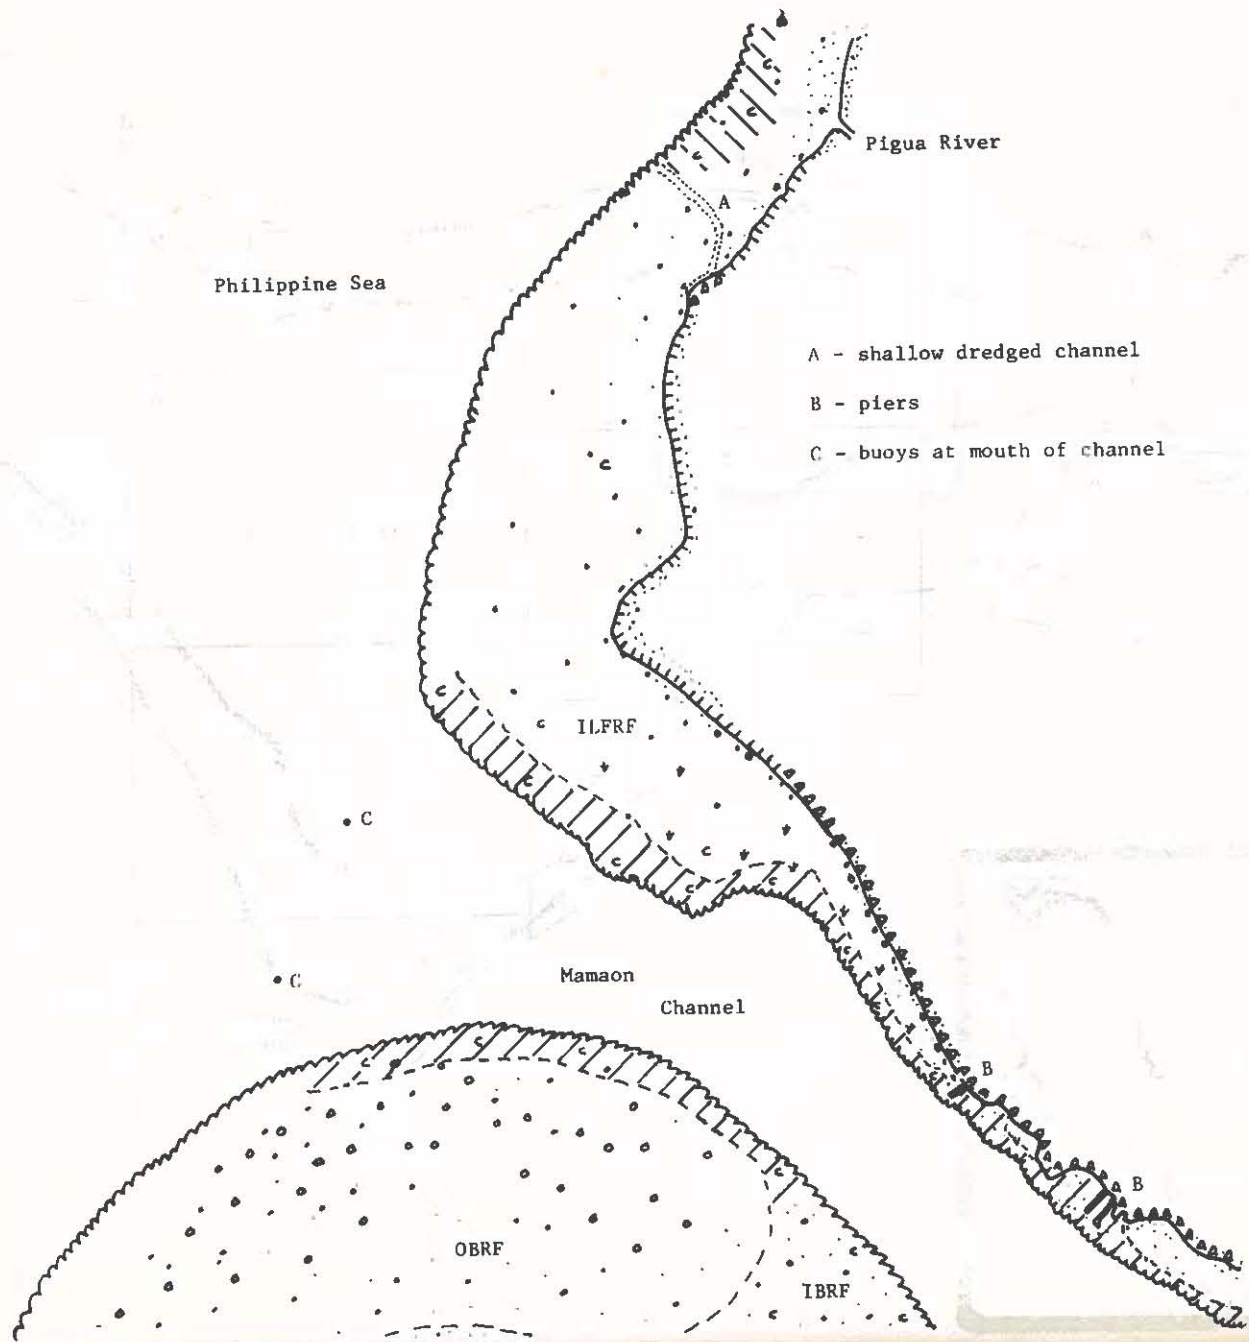 Pigua River
A
Philippine Sea
A - shallow dredged channel
B - piers
C - buoys at mouth of channel
c
ILFRF
c
C
C
Mamaon
Channel
B
B
OBRF
IBRF